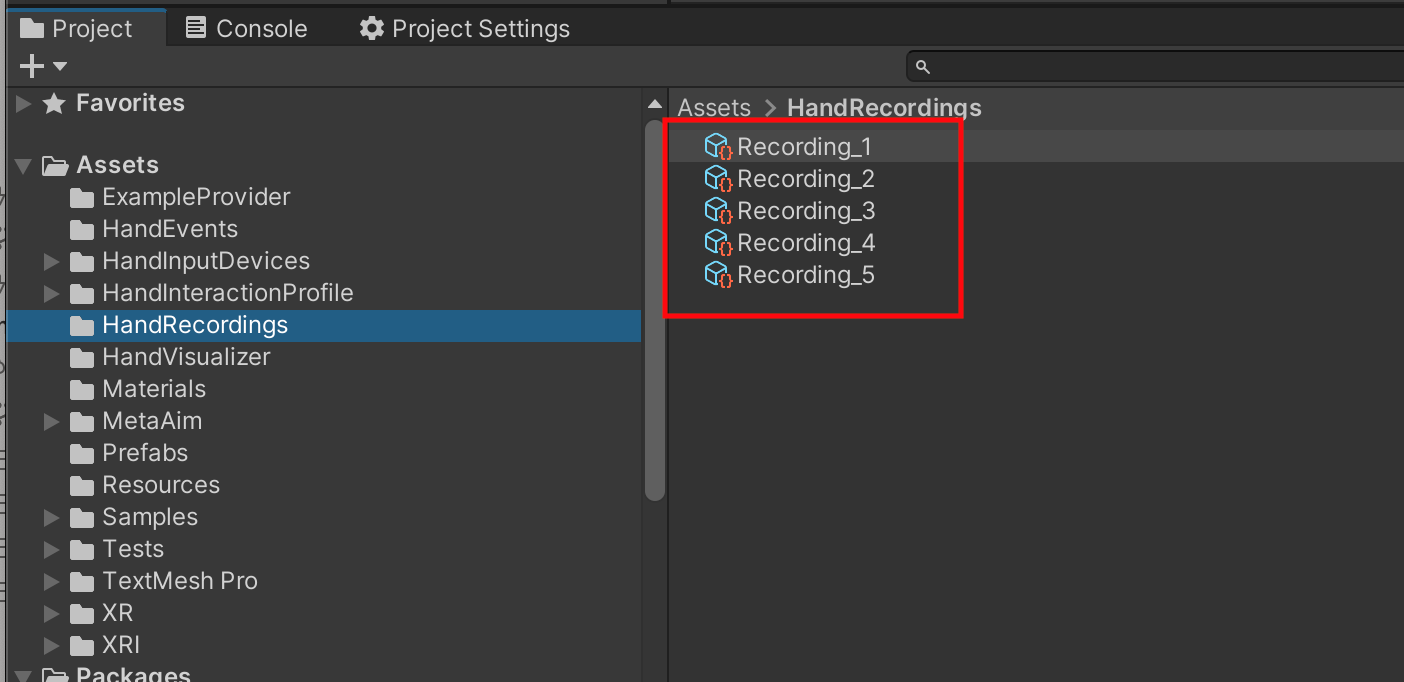 Project
Console
Project Settings
Favorites
Assets
ExampleProvider
HandEvents
HandInputDevices
HandInteractionProfile
HandRecordings
HandVisualizer
Materials
MetaAim
Prefabs
Resources
Samples
Tests
TextMesh Pro
XR
XRI
Packages
Assets > HandRecordings
Recording_1
Recording_2
Recording_3
Recording_4
Recording_5